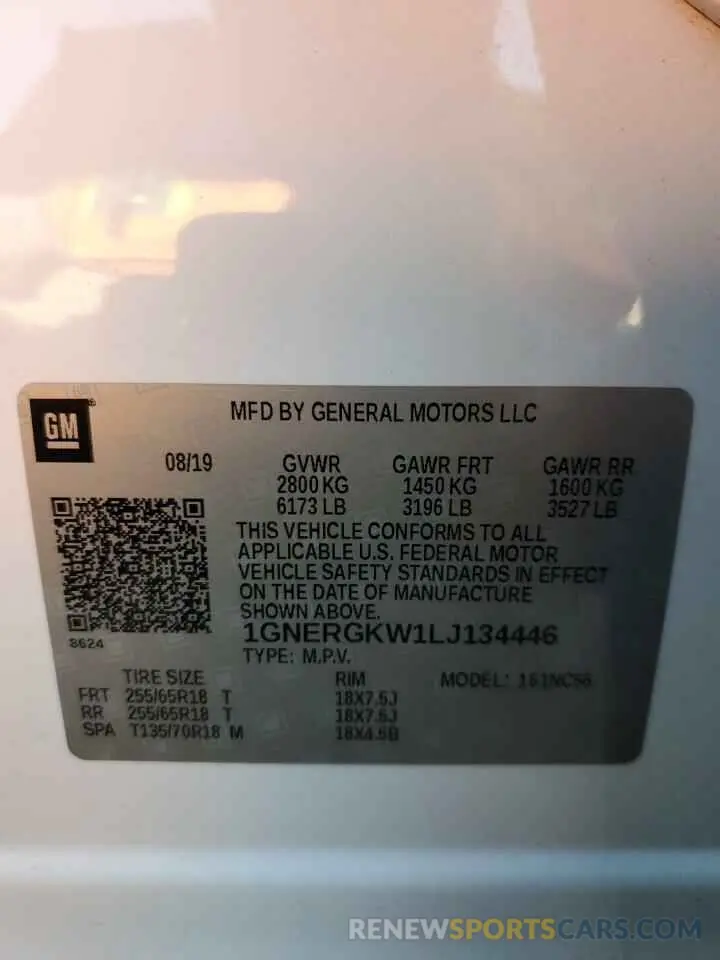 GM ®
MFD BY GENERAL MOTORS LLC
08/19 GVWR GAWR FRT GAWR RR
2800 KG 1450 KG 1600 KG
6173 LB 3196 LB 3527 LB
THIS VEHICLE CONFORMS TO ALL
APPLICABLE U.S. FEDERAL MOTOR
VEHICLE SAFETY STANDARDS IN EFFECT
ON THE DATE OF MANUFACTURE
SHOWN ABOVE.
1GNERGKW1LJ134446
8624
TYPE: M.P.V.
TIRE SIZE RIM MODEL: 1S1NC56
FRT 255/65R18 T 18X7.5J
RR 255/65R18 T 18X7.5J
SPA T135/70R18 M 18X4.5B
RENEWSPORTSCARS.COM